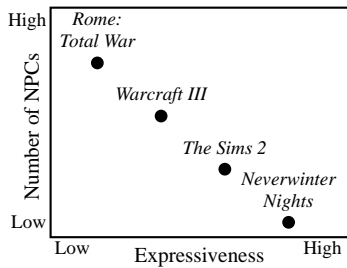 High
Rome:
Total War
Warcraft III
The Sims 2
Neverwinter
Nights
Number of NPCs
Low
Low
Expressiveness
High